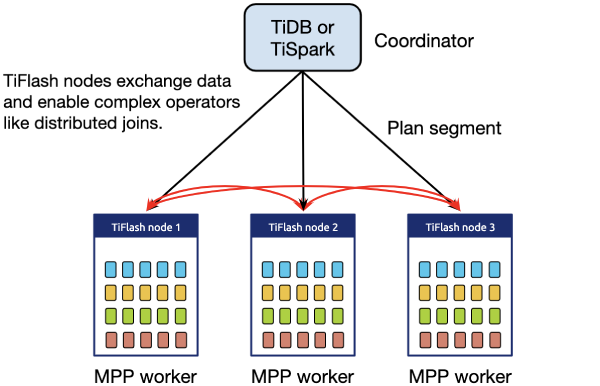 TiDB or
TiSpark
Coordinator
TiFlash nodes exchange data
and enable complex operators
like distributed joins.
Plan segment
TiFlash node 1
TiFlash node 2
TiFlash node 3
MPP worker
MPP worker
MPP worker